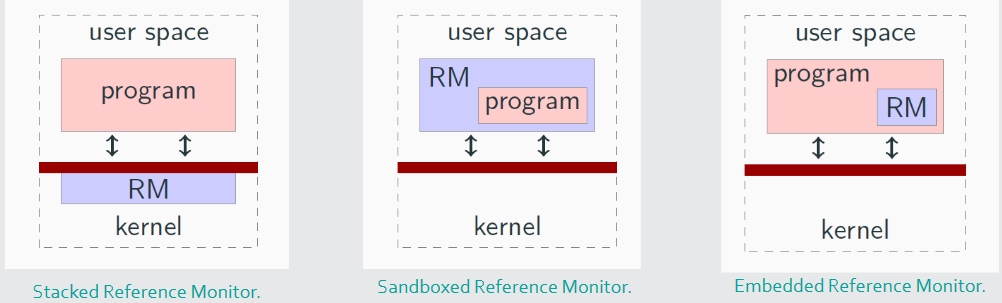 user space
program
RM
kernel
Stacked Reference Monitor.
user space
RM
program
kernel
Sandboxed Reference Monitor.
user space
program
RM
kernel
Embedded Reference Monitor.